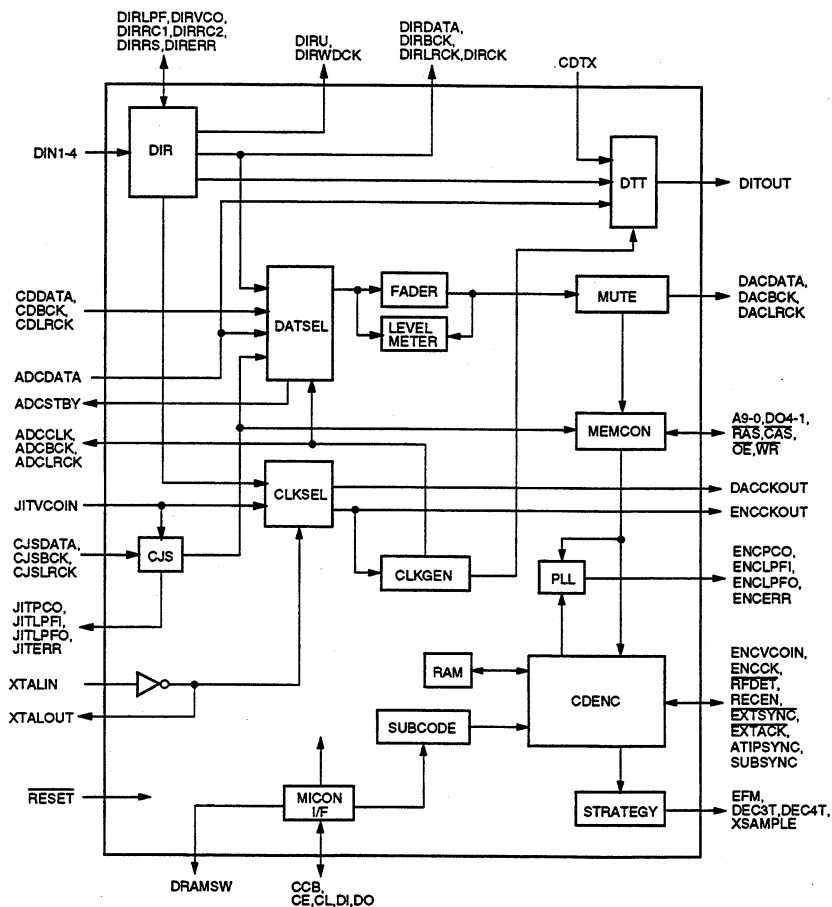 DIRLPF, DIRVCO,
DIRRC1, DIRRC2,
DIRRS, DIRERR
DIRU,
DIRWDCK
DIRDATA,
DIRBCK,
DIRLRCK,DIRCK
CDTX
DIN1-4
DIR
DTT
DITOUT
CDDATA,
CDBCK,
CDLRCK
DATSEL
FADER
LEVEL
METER
MUTE
DACDATA,
DACBCK,
DACLRCK
ADCDATA
ADCSTBY
ADCCLK,
ADCBCK,
ADCLRCK
MEMCON
A9-0,DO4-1,
RAS,CAS,
OE,WR
JITVCOIN
CLKSEL
DACCKOUT
ENCCKOUT
CJSDATA,
CJSBCK,
CJSLRCK
CJS
CLKGEN
PLL
ENCPCO,
ENCLPFI,
ENCLPFO,
ENCERR
JITPCO,
JITLPFI,
JITLPFO,
JITERR
XTALIN
XTALOUT
RAM
CDENC
ENCVCOIN,
ENCCK,
RFDET,
RECEN,
EXTSYNC,
EXTACK,
ATIPSYNC,
SUBSYNC
SUBCODE
RESET
MICON
I/F
STRATEGY
EFM,
DEC3T,DEC4T,
XSAMPLE
DRAMSW
CCB,
CE,CL,DI,DO